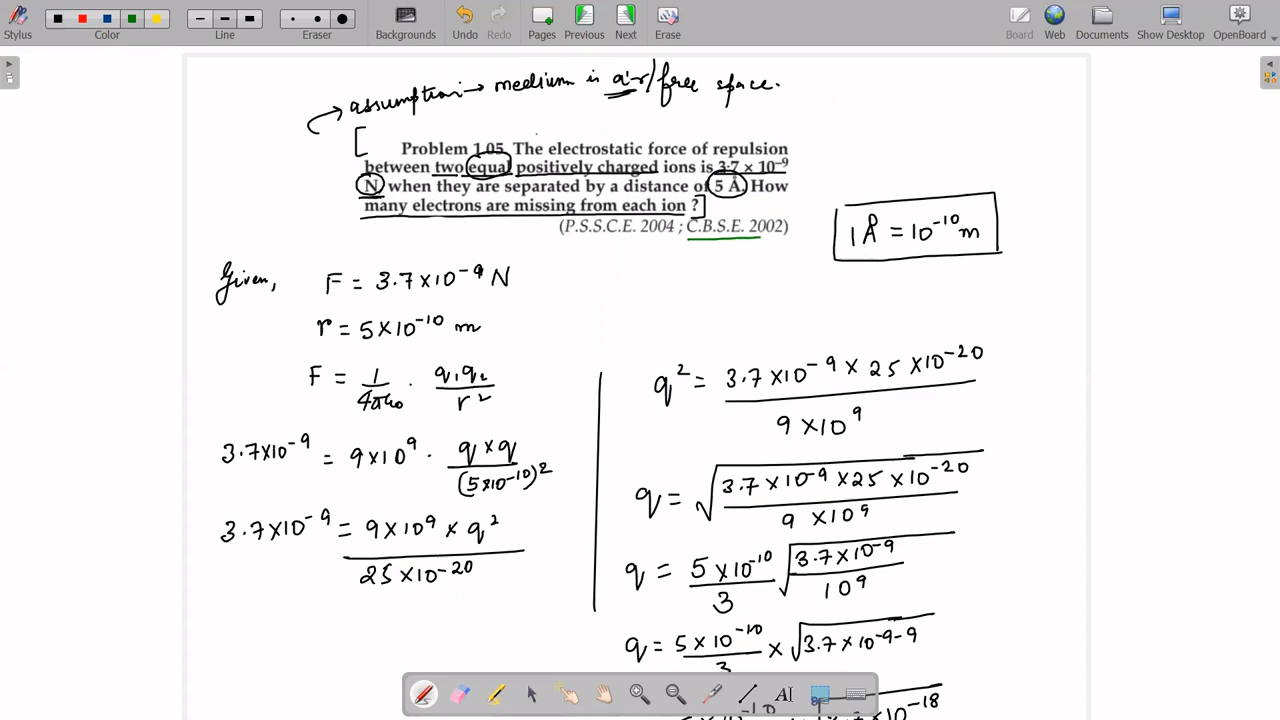 Stylus
Color
Line
Eraser
Backgrounds
Undo
Redo
Pages
Previous
Next
Erase
Board
Web
Documents
Show Desktop
OpenBoard
assumption → medium is air/free space.
Problem 1.05. The electrostatic force of repulsion
between two equal positively charged ions is 3·7 × 10⁻⁹
N when they are separated by a distance of 5 Å. How
many electrons are missing from each ion ?
(P.S.S.C.E. 2004 ; C.B.S.E. 2002)
1 Å = 10⁻¹⁰ m
Given, F = 3.7×10⁻⁹ N
r = 5×10⁻¹⁰ m
F = 1/4πε₀ · q₁q₂/r²
3.7×10⁻⁹ = 9×10⁹ · q×q/(5×10⁻¹⁰)²
3.7×10⁻⁹ = 9×10⁹ × q²/25×10⁻²⁰
q² = 3.7×10⁻⁹ × 25 ×10⁻²⁰/9×10⁹
q = √(3.7×10⁻⁹ ×25 ×10⁻²⁰/9×10⁹)
q = 5×10⁻¹⁰/3 √(3.7×10⁻⁹/10⁹)
q = 5×10⁻¹⁰/3 × √(3.7×10⁻⁹⁻⁹)